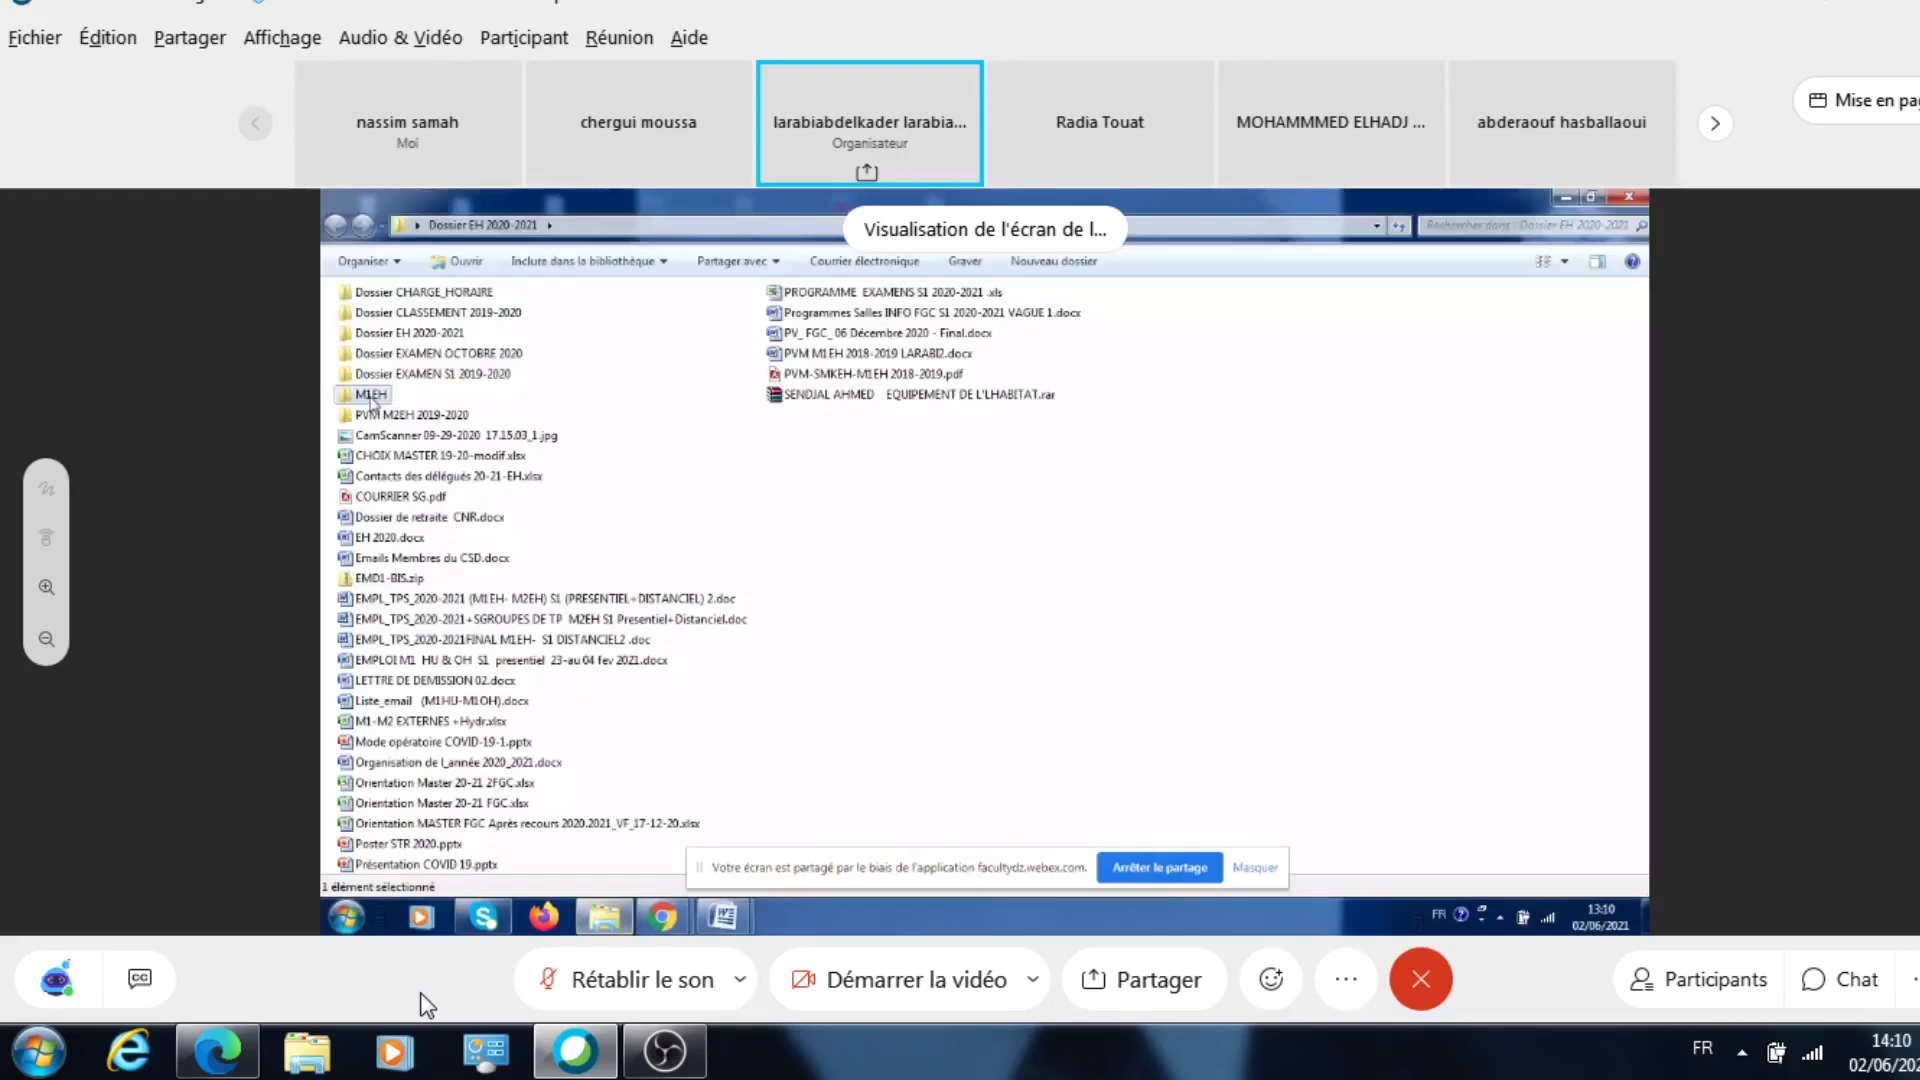 Fichier Édition Partager Affichage Audio & Vidéo Participant Réunion Aide
nassim samah
Moi
chergui moussa
larabiabdelkader larabia...
Organisateur
Radia Touat
MOHAMMMED ELHADJ ...
abderaouf hasballaoui
Mise en pag
Dossier EH 2020-2021
Visualisation de l'écran de l...
Rechercher dans : Dossier EH 2020-2021
Organiser Ouvrir Inclure dans la bibliothèque Partager avec Courrier électronique Graver Nouveau dossier
Dossier CHARGE_HORAIRE
Dossier CLASSEMENT 2019-2020
Dossier EH 2020-2021
Dossier EXAMEN OCTOBRE 2020
Dossier EXAMEN S1 2019-2020
M1EH
PVM M2EH 2019-2020
CamScanner 09-29-2020 17.15.03_1.jpg
CHOIX MASTER 19-20-modif.xlsx
Contacts des délégués 20-21-EH.xlsx
COURRIER SG.pdf
Dossier de retraite CNR.docx
EH 2020.docx
Emails Membres du CSD.docx
EMD1-BIS.zip
EMPL_TPS_2020-2021 (M1EH- M2EH) S1 (PRESENTIEL+DISTANCIEL) 2.doc
EMPL_TPS_2020-2021+SGROUPES DE TP M2EH S1 Presentiel+Distanciel.doc
EMPL_TPS_2020-2021FINAL M1EH- S1 DISTANCIEL2 .doc
EMPLOI M1 HU & OH S1 presentiel 23-au 04 fev 2021.docx
LETTRE DE DEMISSION 02.docx
Liste_email (M1HU-M1OH).docx
M1-M2 EXTERNES +Hydr.xlsx
Mode opératoire COVID-19-1.pptx
Organisation de l_année 2020_2021.docx
Orientation Master 20-21 2FGC.xlsx
Orientation Master 20-21 FGC.xlsx
Orientation MASTER FGC Après recours 2020.2021_VF_17-12-20.xlsx
Poster STR 2020.pptx
Présentation COVID 19.pptx
PROGRAMME EXAMENS S1 2020-2021 .xls
Programmes Salles INFO FGC S1 2020-2021 VAGUE 1.docx
PV_ FGC_ 06 Décembre 2020 - Final.docx
PVM M1EH 2018-2019 LARABI2.docx
PVM-SMKEH-M1EH 2018-2019.pdf
SENDJAL AHMED EQUIPEMENT DE L'LHABITAT.rar
Votre écran est partagé par le biais de l'application facultydz.webex.com. Arrêter le partage Masquer
1 élément sélectionné
FR
13:10
02/06/2021
Rétablir le son Démarrer la vidéo Partager Participants Chat
FR
14:10
02/06/202